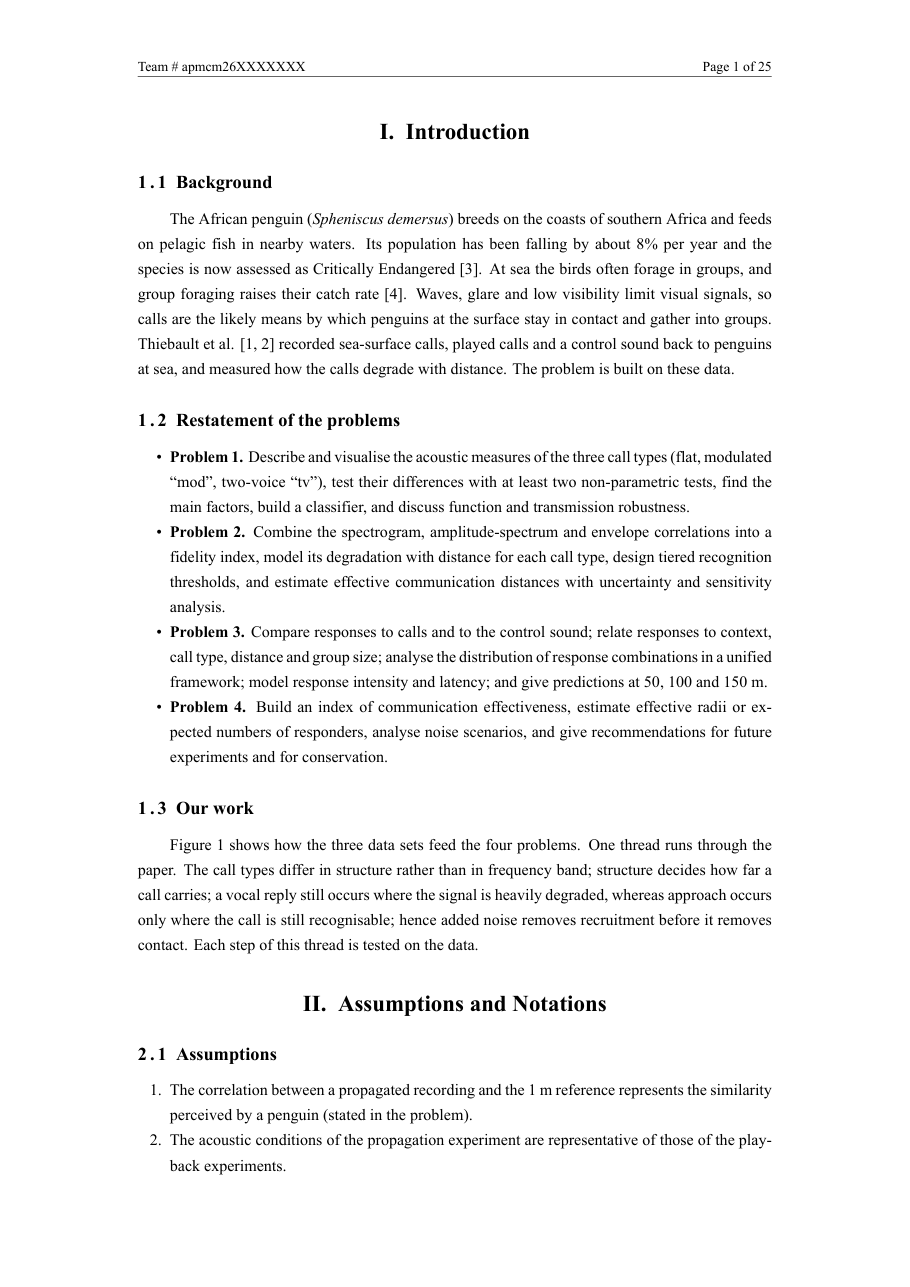 Team # apmcm26XXXXXXX Page 1 of 25
I. Introduction
1.1 Background
The African penguin (Spheniscus demersus) breeds on the coasts of southern Africa and feeds
on pelagic fish in nearby waters. Its population has been falling by about 8% per year and the
species is now assessed as Critically Endangered [3]. At sea the birds often forage in groups, and
group foraging raises their catch rate [4]. Waves, glare and low visibility limit visual signals, so
calls are the likely means by which penguins at the surface stay in contact and gather into groups.
Thiebault et al. [1, 2] recorded sea-surface calls, played calls and a control sound back to penguins
at sea, and measured how the calls degrade with distance. The problem is built on these data.
1.2 Restatement of the problems
• Problem 1. Describe and visualise the acoustic measures of the three call types (flat, modulated
“mod”, two-voice “tv”), test their differences with at least two non-parametric tests, find the
main factors, build a classifier, and discuss function and transmission robustness.
• Problem 2. Combine the spectrogram, amplitude-spectrum and envelope correlations into a
fidelity index, model its degradation with distance for each call type, design tiered recognition
thresholds, and estimate effective communication distances with uncertainty and sensitivity
analysis.
• Problem 3. Compare responses to calls and to the control sound; relate responses to context,
call type, distance and group size; analyse the distribution of response combinations in a unified
framework; model response intensity and latency; and give predictions at 50, 100 and 150 m.
• Problem 4. Build an index of communication effectiveness, estimate effective radii or ex-
pected numbers of responders, analyse noise scenarios, and give recommendations for future
experiments and for conservation.
1.3 Our work
Figure 1 shows how the three data sets feed the four problems. One thread runs through the
paper. The call types differ in structure rather than in frequency band; structure decides how far a
call carries; a vocal reply still occurs where the signal is heavily degraded, whereas approach occurs
only where the call is still recognisable; hence added noise removes recruitment before it removes
contact. Each step of this thread is tested on the data.
II. Assumptions and Notations
2.1 Assumptions
1. The correlation between a propagated recording and the 1 m reference represents the similarity
perceived by a penguin (stated in the problem).
2. The acoustic conditions of the propagation experiment are representative of those of the play-
back experiments.